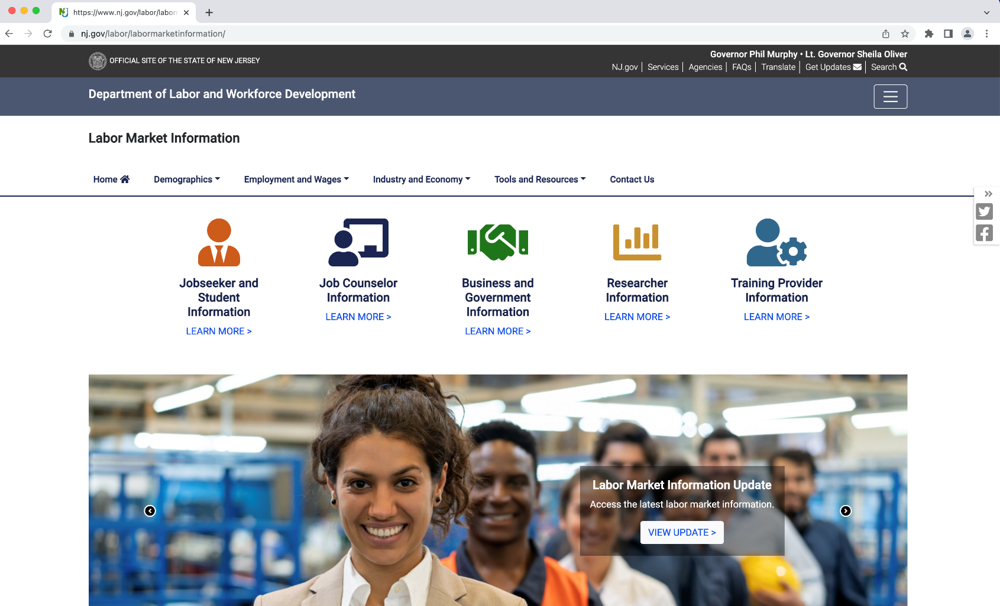 https://www.nj.gov/labor/labor
nj.gov/labor/labormarketinformation/
OFFICIAL SITE OF THE STATE OF NEW JERSEY
Governor Phil Murphy • Lt. Governor Sheila Oliver
NJ.gov | Services | Agencies | FAQs | Translate | Get Updates | Search
Department of Labor and Workforce Development
Labor Market Information
Home Demographics Employment and Wages Industry and Economy Tools and Resources Contact Us
Jobseeker and
Student
Information
LEARN MORE >
Job Counselor
Information
LEARN MORE >
Business and
Government
Information
LEARN MORE >
Researcher
Information
LEARN MORE >
Training Provider
Information
LEARN MORE >
Labor Market Information Update
Access the latest labor market information.
VIEW UPDATE >